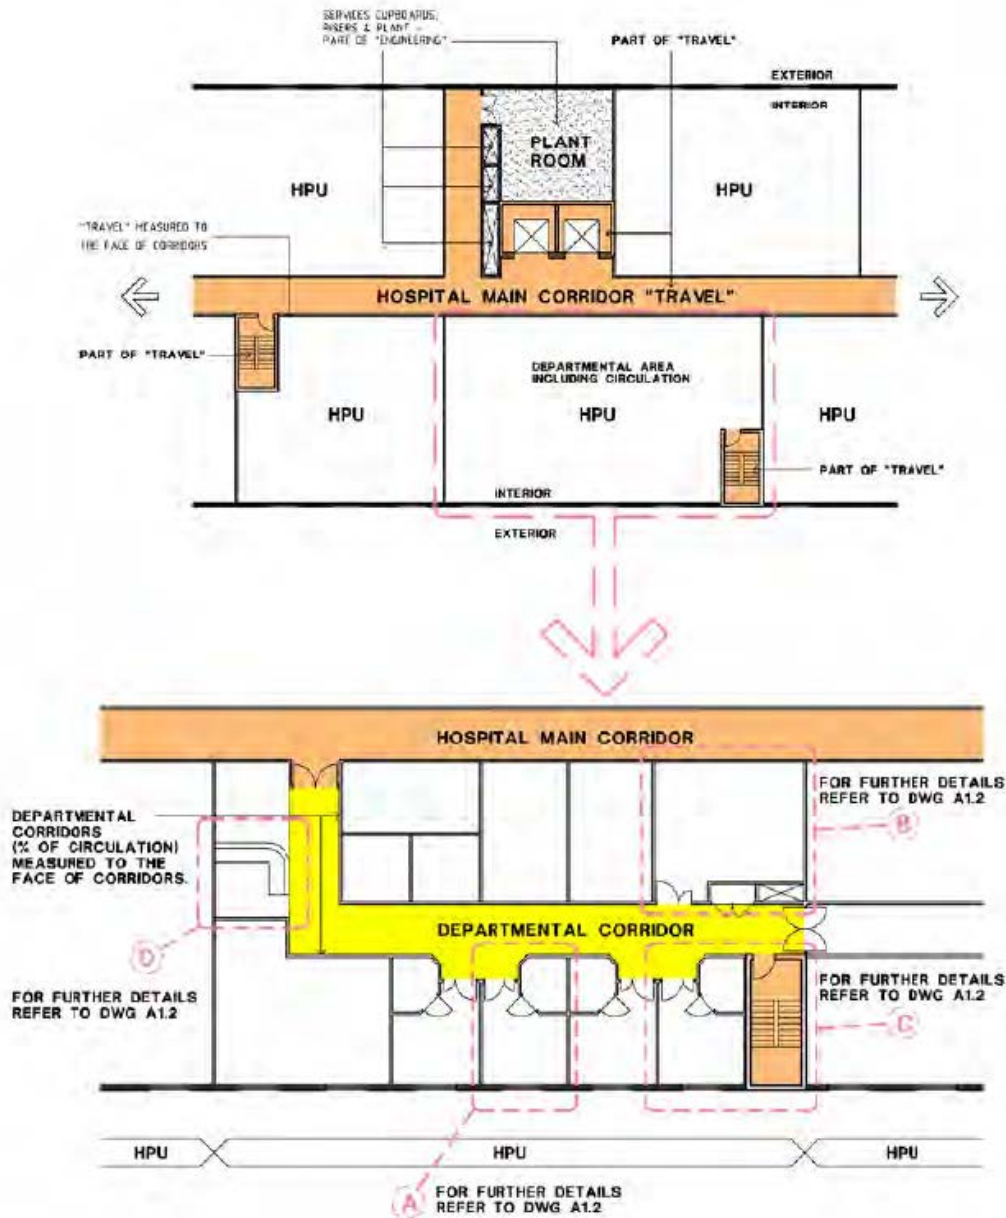 SERVICES CUPBOARDS,
RISERS & PLANT -
PART OF "ENGINEERING"
PART OF "TRAVEL"
EXTERIOR
INTERIOR
PLANT
ROOM
HPU
HPU
"TRAVEL" MEASURED TO
THE FACE OF CORRIDORS
HOSPITAL MAIN CORRIDOR "TRAVEL"
PART OF "TRAVEL"
DEPARTMENTAL AREA
INCLUDING CIRCULATION
HPU
HPU
HPU
PART OF "TRAVEL"
INTERIOR
EXTERIOR
HOSPITAL MAIN CORRIDOR
FOR FURTHER DETAILS
REFER TO DWG A1.2
B
DEPARTMENTAL
CORRIDORS
(% OF CIRCULATION)
MEASURED TO THE
FACE OF CORRIDORS.
DEPARTMENTAL CORRIDOR
D
FOR FURTHER DETAILS
REFER TO DWG A1.2
FOR FURTHER DETAILS
REFER TO DWG A1.2
C
HPU
HPU
HPU
A
FOR FURTHER DETAILS
REFER TO DWG A1.2